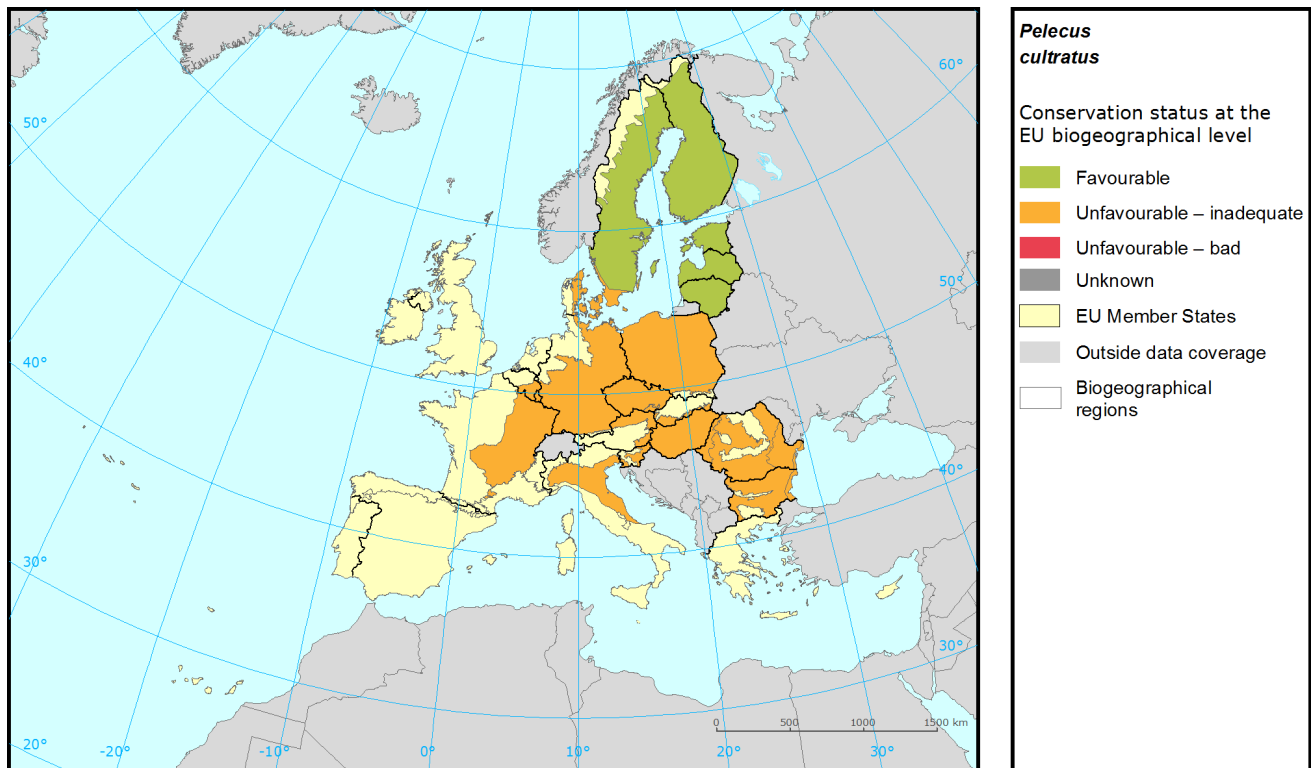 Pelecus
cultratus
Conservation status at the
EU biogeographical level
Favourable
Unfavourable – inadequate
Unfavourable – bad
Unknown
EU Member States
Outside data coverage
Biogeographical
regions
60°
50°
50°
40°
40°
30°
30°
20°
-20°
-10°
0°
10°
20°
30°
0 500 1000 1500 km